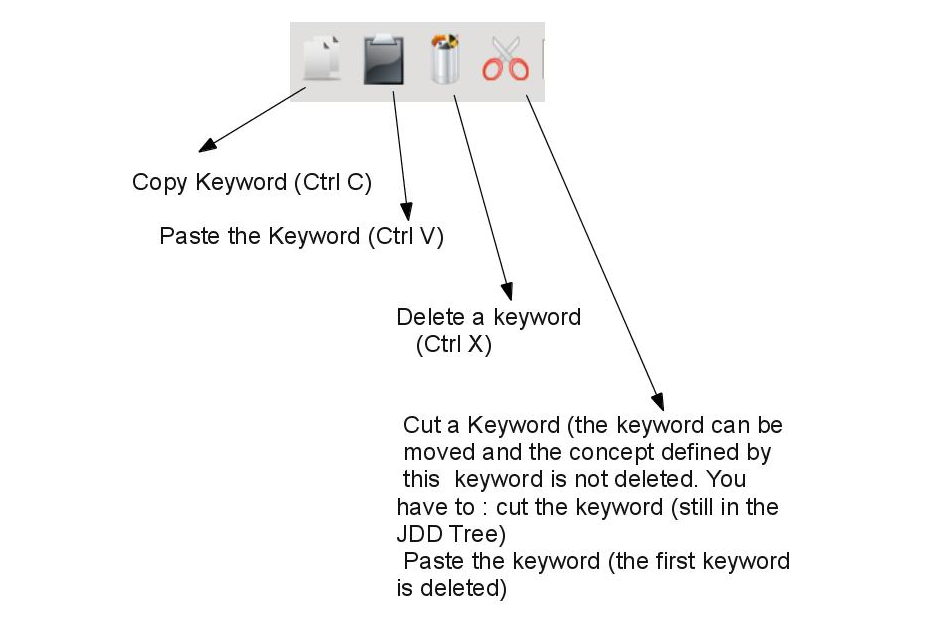 Copy Keyword (Ctrl C)
Paste the Keyword (Ctrl V)
Delete a keyword
(Ctrl X)
Cut a Keyword (the keyword can be
moved and the concept defined by
this  keyword is not deleted. You
have to : cut the keyword (still in the
JDD Tree)
Paste the keyword (the first keyword
is deleted)